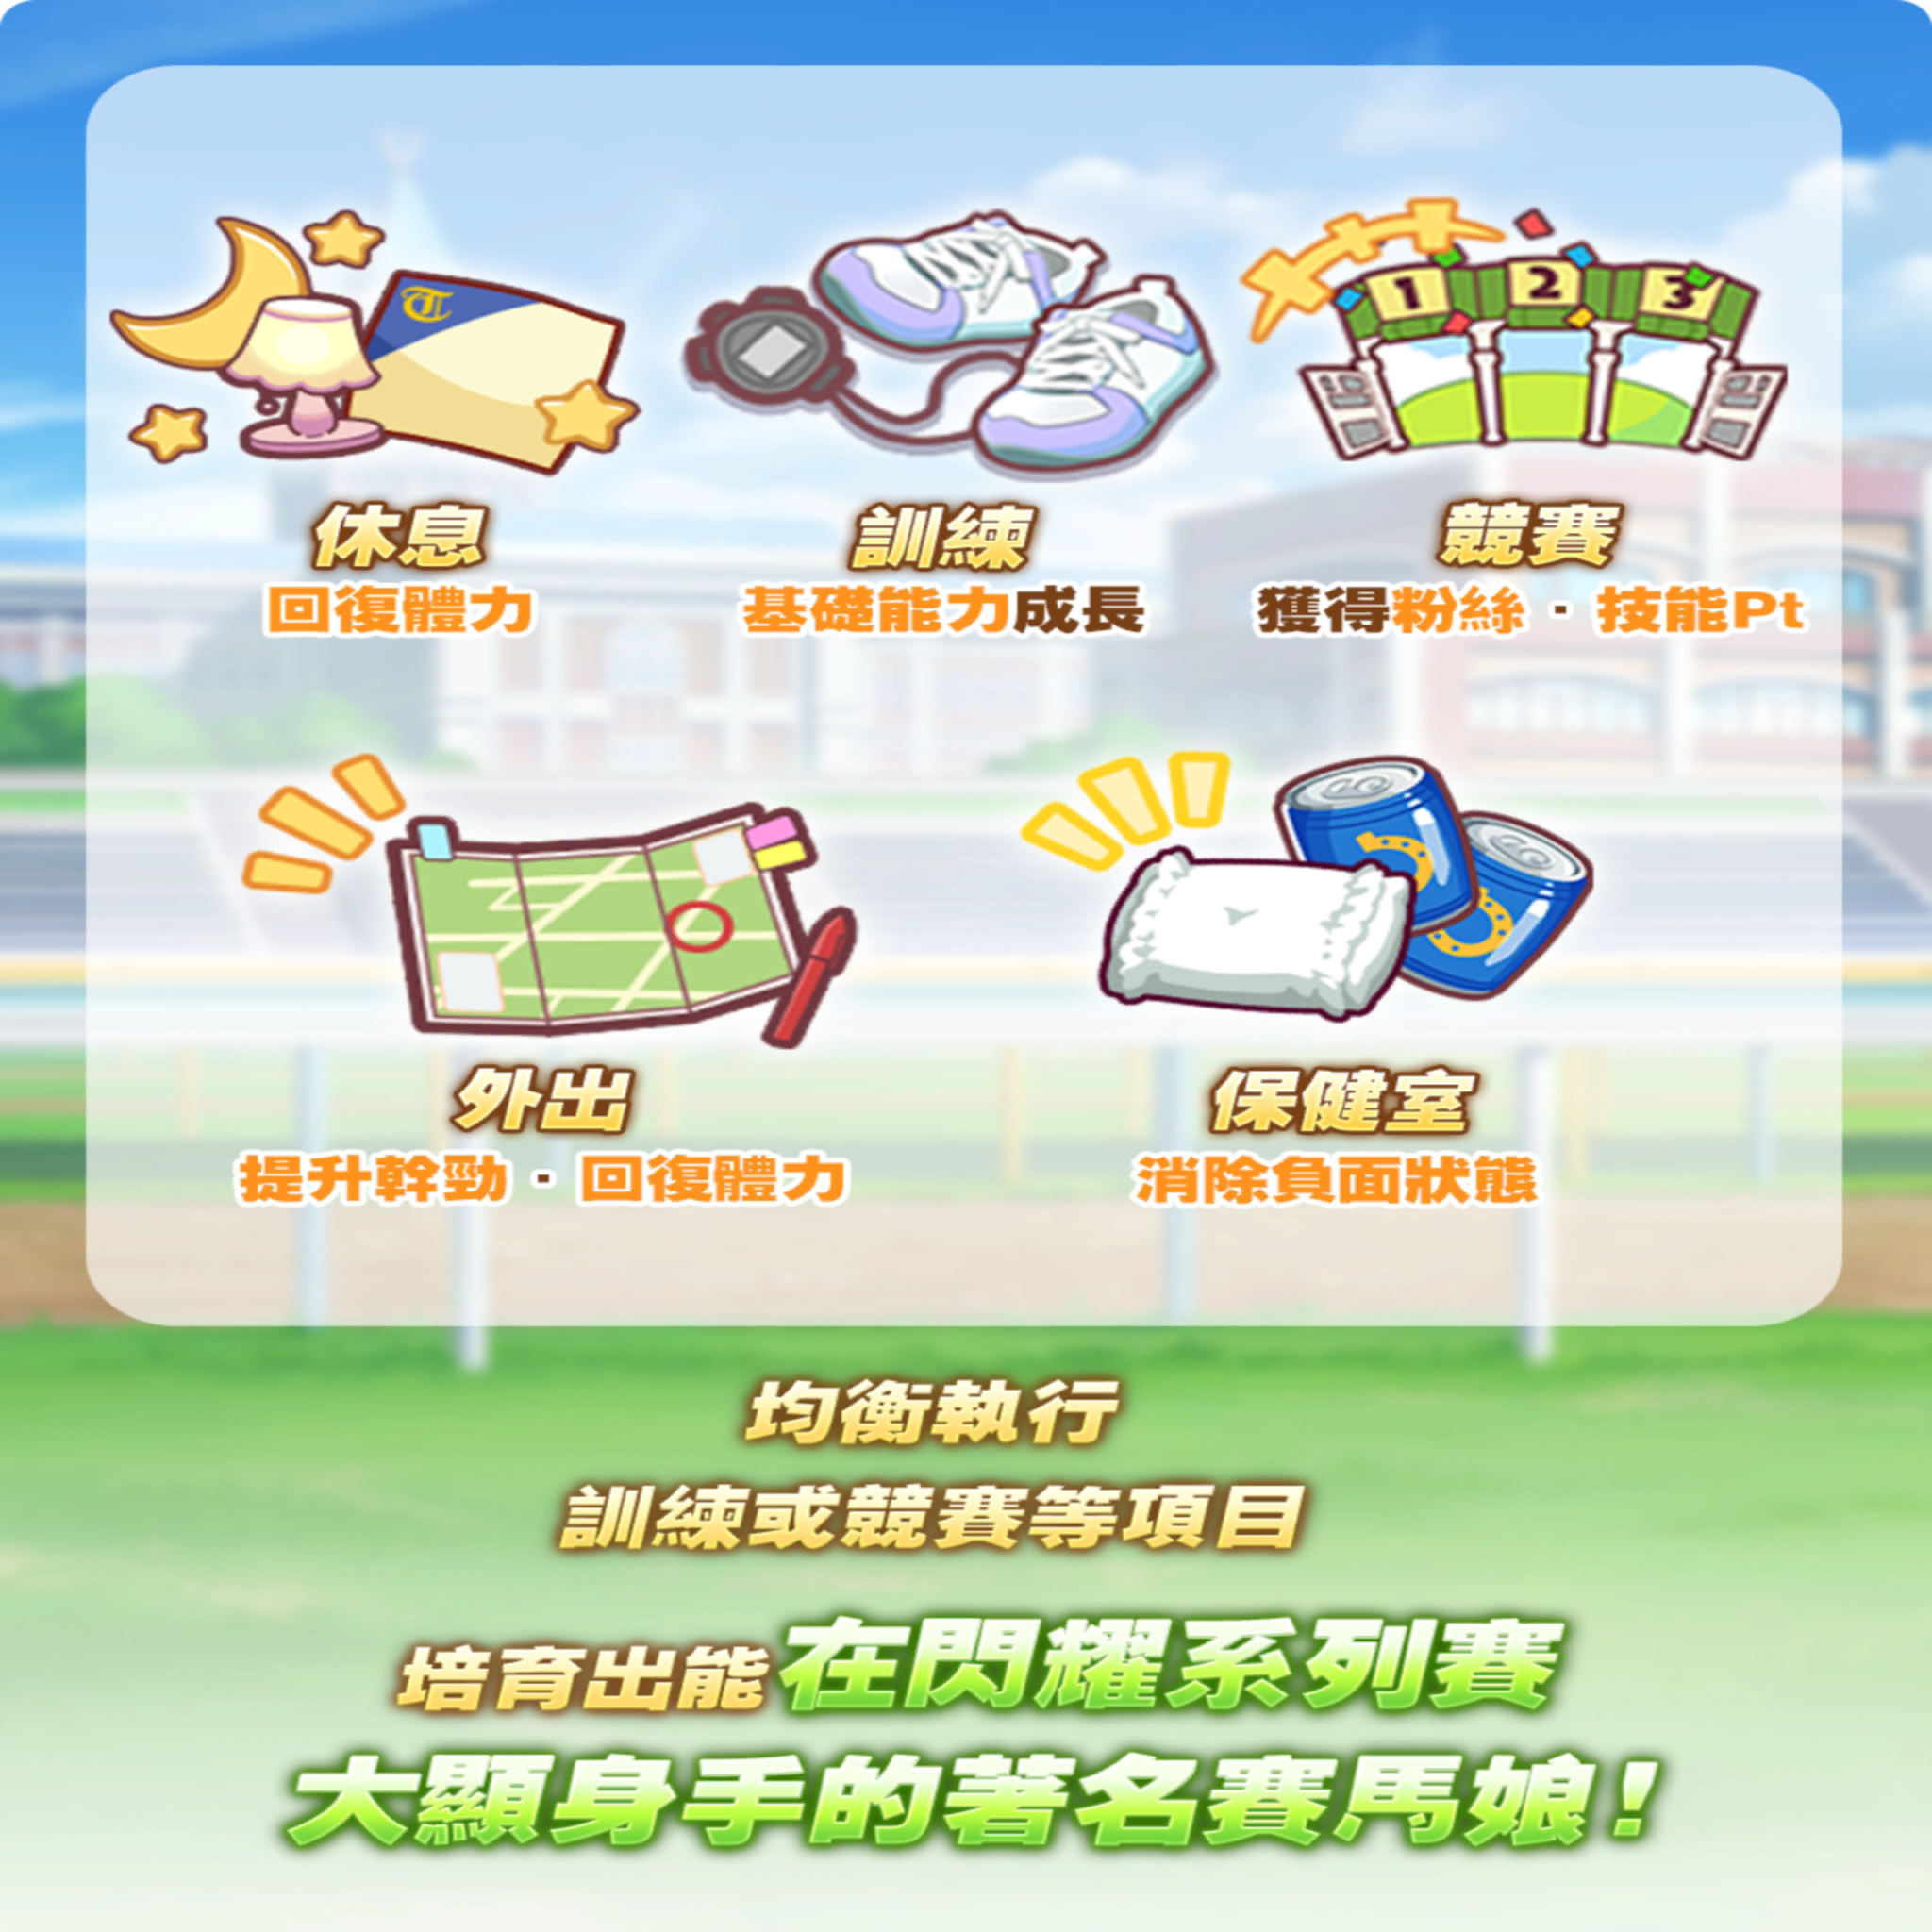 T
1 2 3
休息
回復體力
訓練
基礎能力成長
競賽
獲得粉絲・技能Pt
外出
提升幹勁・回復體力
保健室
消除負面狀態
均衡執行
訓練或競賽等項目
培育出能在閃耀系列賽
大顯身手的著名賽馬娘！